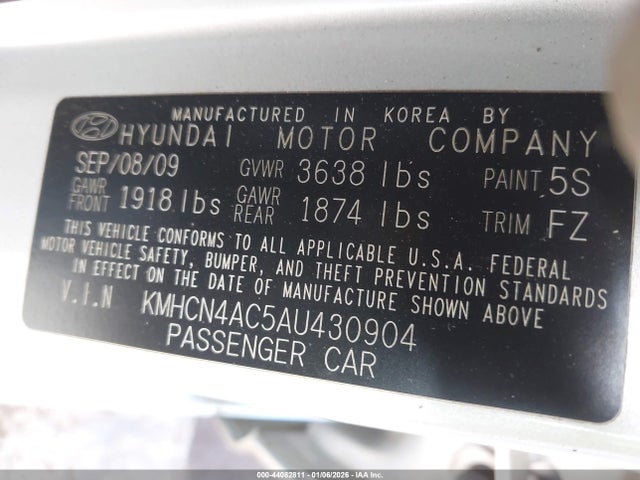 MANUFACTURED IN KOREA BY
HYUNDAI MOTOR COMPANY
SEP/08/09 GVWR 3638 lbs PAINT 5S
GAWR FRONT 1918 lbs GAWR REAR 1874 lbs TRIM FZ
THIS VEHICLE CONFORMS TO ALL APPLICABLE U.S.A. FEDERAL
MOTOR VEHICLE SAFETY, BUMPER, AND THEFT PREVENTION STANDARDS
IN EFFECT ON THE DATE OF MANUFACTURE SHOWN ABOVE
V.I.N KMHCN4AC5AU430904
PASSENGER CAR
000-44082811 - 01/06/2026 - IAA Inc.